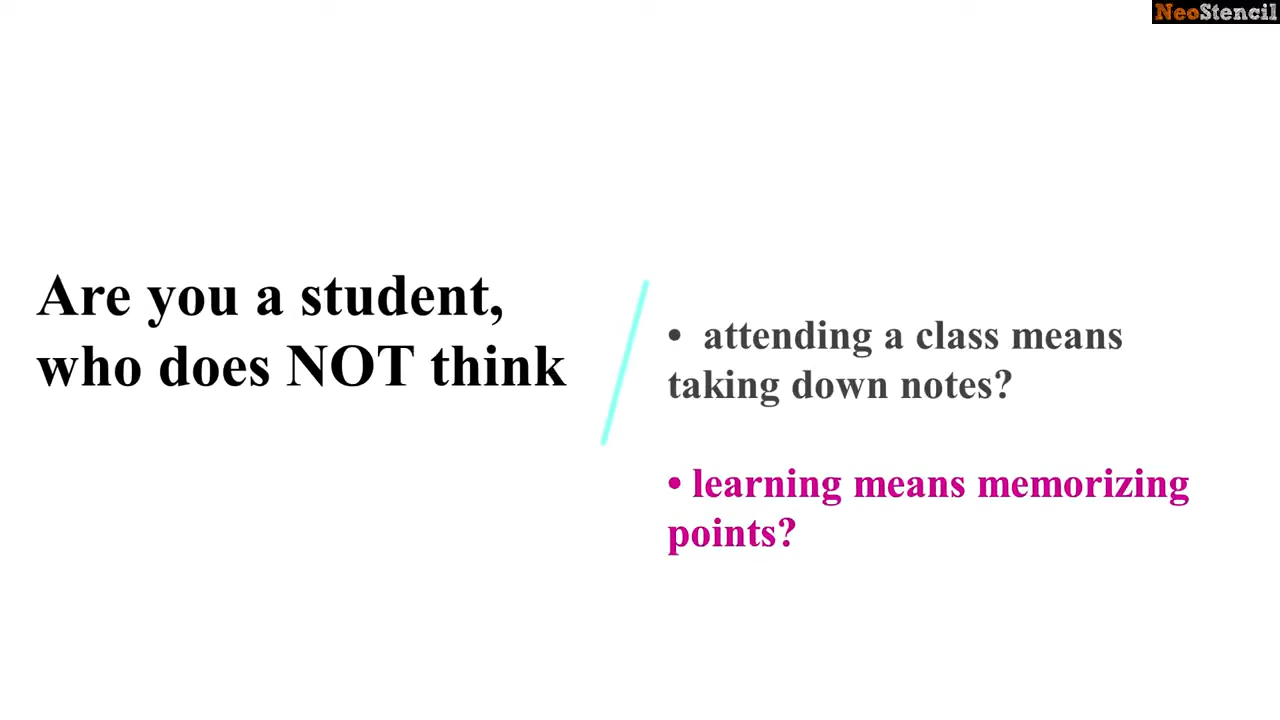 NeoStencil
Are you a student,
who does NOT think
• attending a class means
taking down notes?
• learning means memorizing
points?